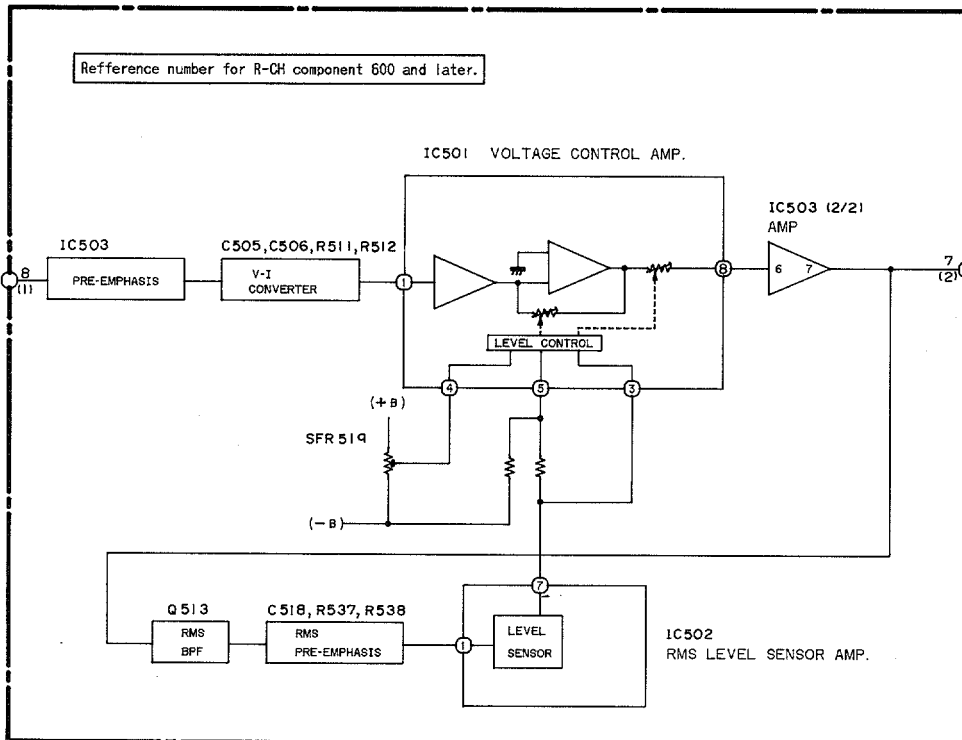 Refference number for R-CH component 600 and later.
IC501 VOLTAGE CONTROL AMP.
IC503 (2/2)
AMP
IC503
C505, C506, R511, R512
8
(1)
PRE-EMPHASIS
V-I
CONVERTER
1
8
6 7
7
(2)
LEVEL CONTROL
4
5
3
(+B)
SFR519
(-B)
7
Q513
C518, R537, R538
RMS
BPF
RMS
PRE-EMPHASIS
1
LEVEL
SENSOR
IC502
RMS LEVEL SENSOR AMP.